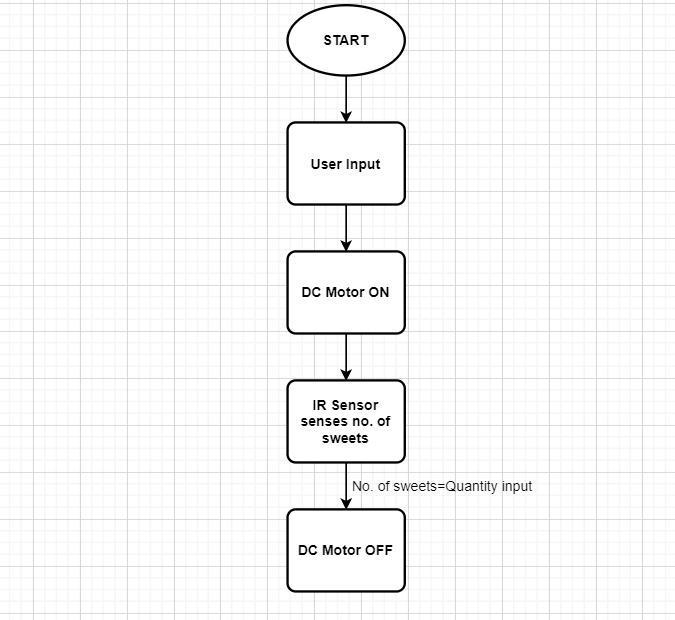 START
User Input
DC Motor ON
IR Sensor
senses no. of
sweets
No. of sweets=Quantity input
DC Motor OFF